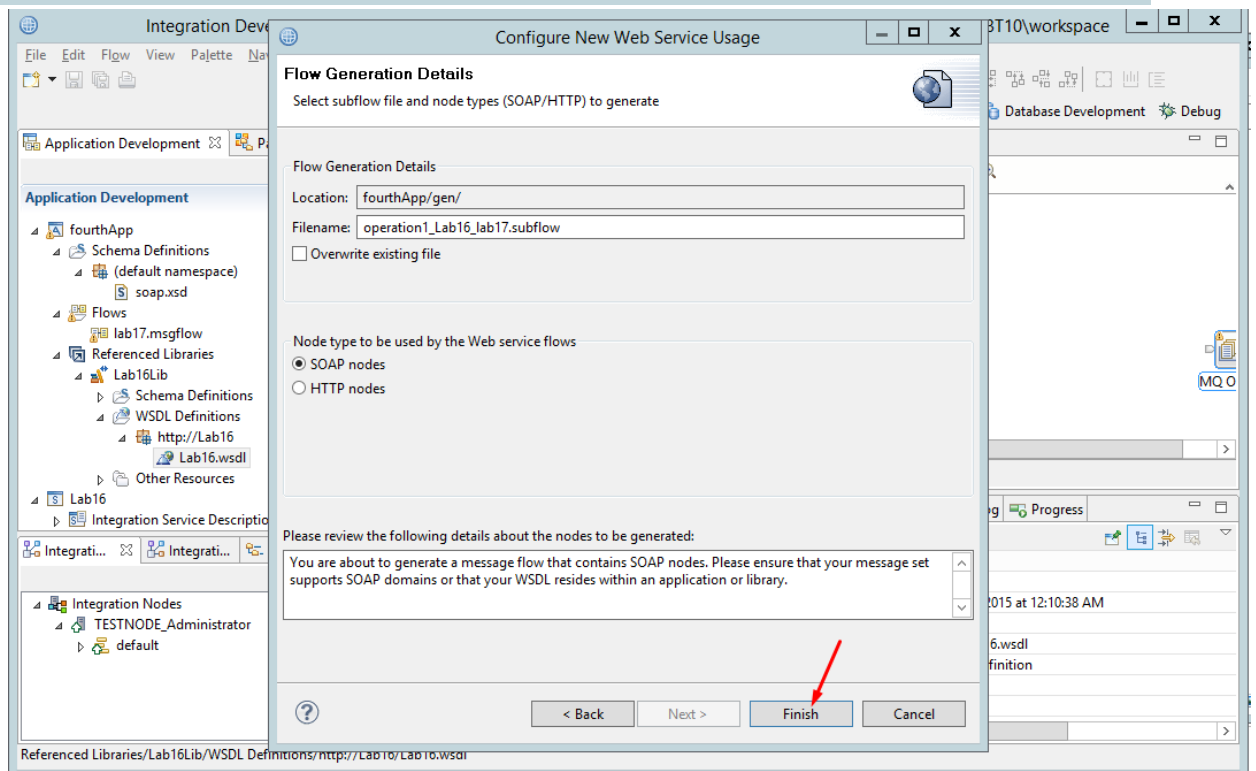 Integration Deve
Configure New Web Service Usage
BT10\workspace
File Edit Flow View Palette Nav
Flow Generation Details
Select subflow file and node types (SOAP/HTTP) to generate
Database Development Debug
Application Development
Application Development
fourthApp
Schema Definitions
(default namespace)
soap.xsd
Flows
lab17.msgflow
Referenced Libraries
Lab16Lib
Schema Definitions
WSDL Definitions
http://Lab16
Lab16.wsdl
Other Resources
Lab16
Integration Service Descriptio
Flow Generation Details
Location: fourthApp/gen/
Filename: operation1_Lab16_lab17.subflow
Overwrite existing file
Node type to be used by the Web service flows
SOAP nodes
HTTP nodes
MQ O
Progress
Please review the following details about the nodes to be generated:
You are about to generate a message flow that contains SOAP nodes. Please ensure that your message set
supports SOAP domains or that your WSDL resides within an application or library.
Integrati... Integrati...
Integration Nodes
TESTNODE_Administrator
default
2015 at 12:10:38 AM
6.wsdl
finition
< Back Next > Finish Cancel
Referenced Libraries/Lab16Lib/WSDL Definitions/http://Lab16/Lab16.wsdl